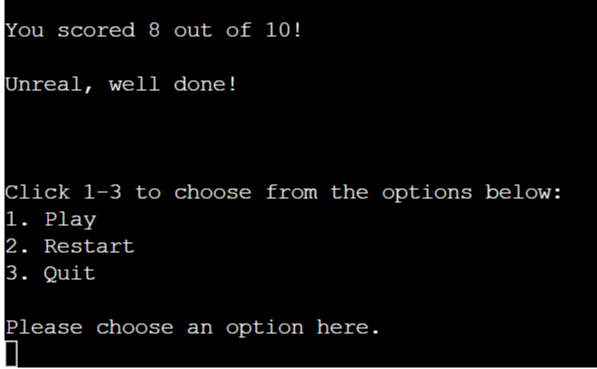 You scored 8 out of 10!
Unreal, well done!
Click 1-3 to choose from the options below:
1. Play
2. Restart
3. Quit
Please choose an option here.